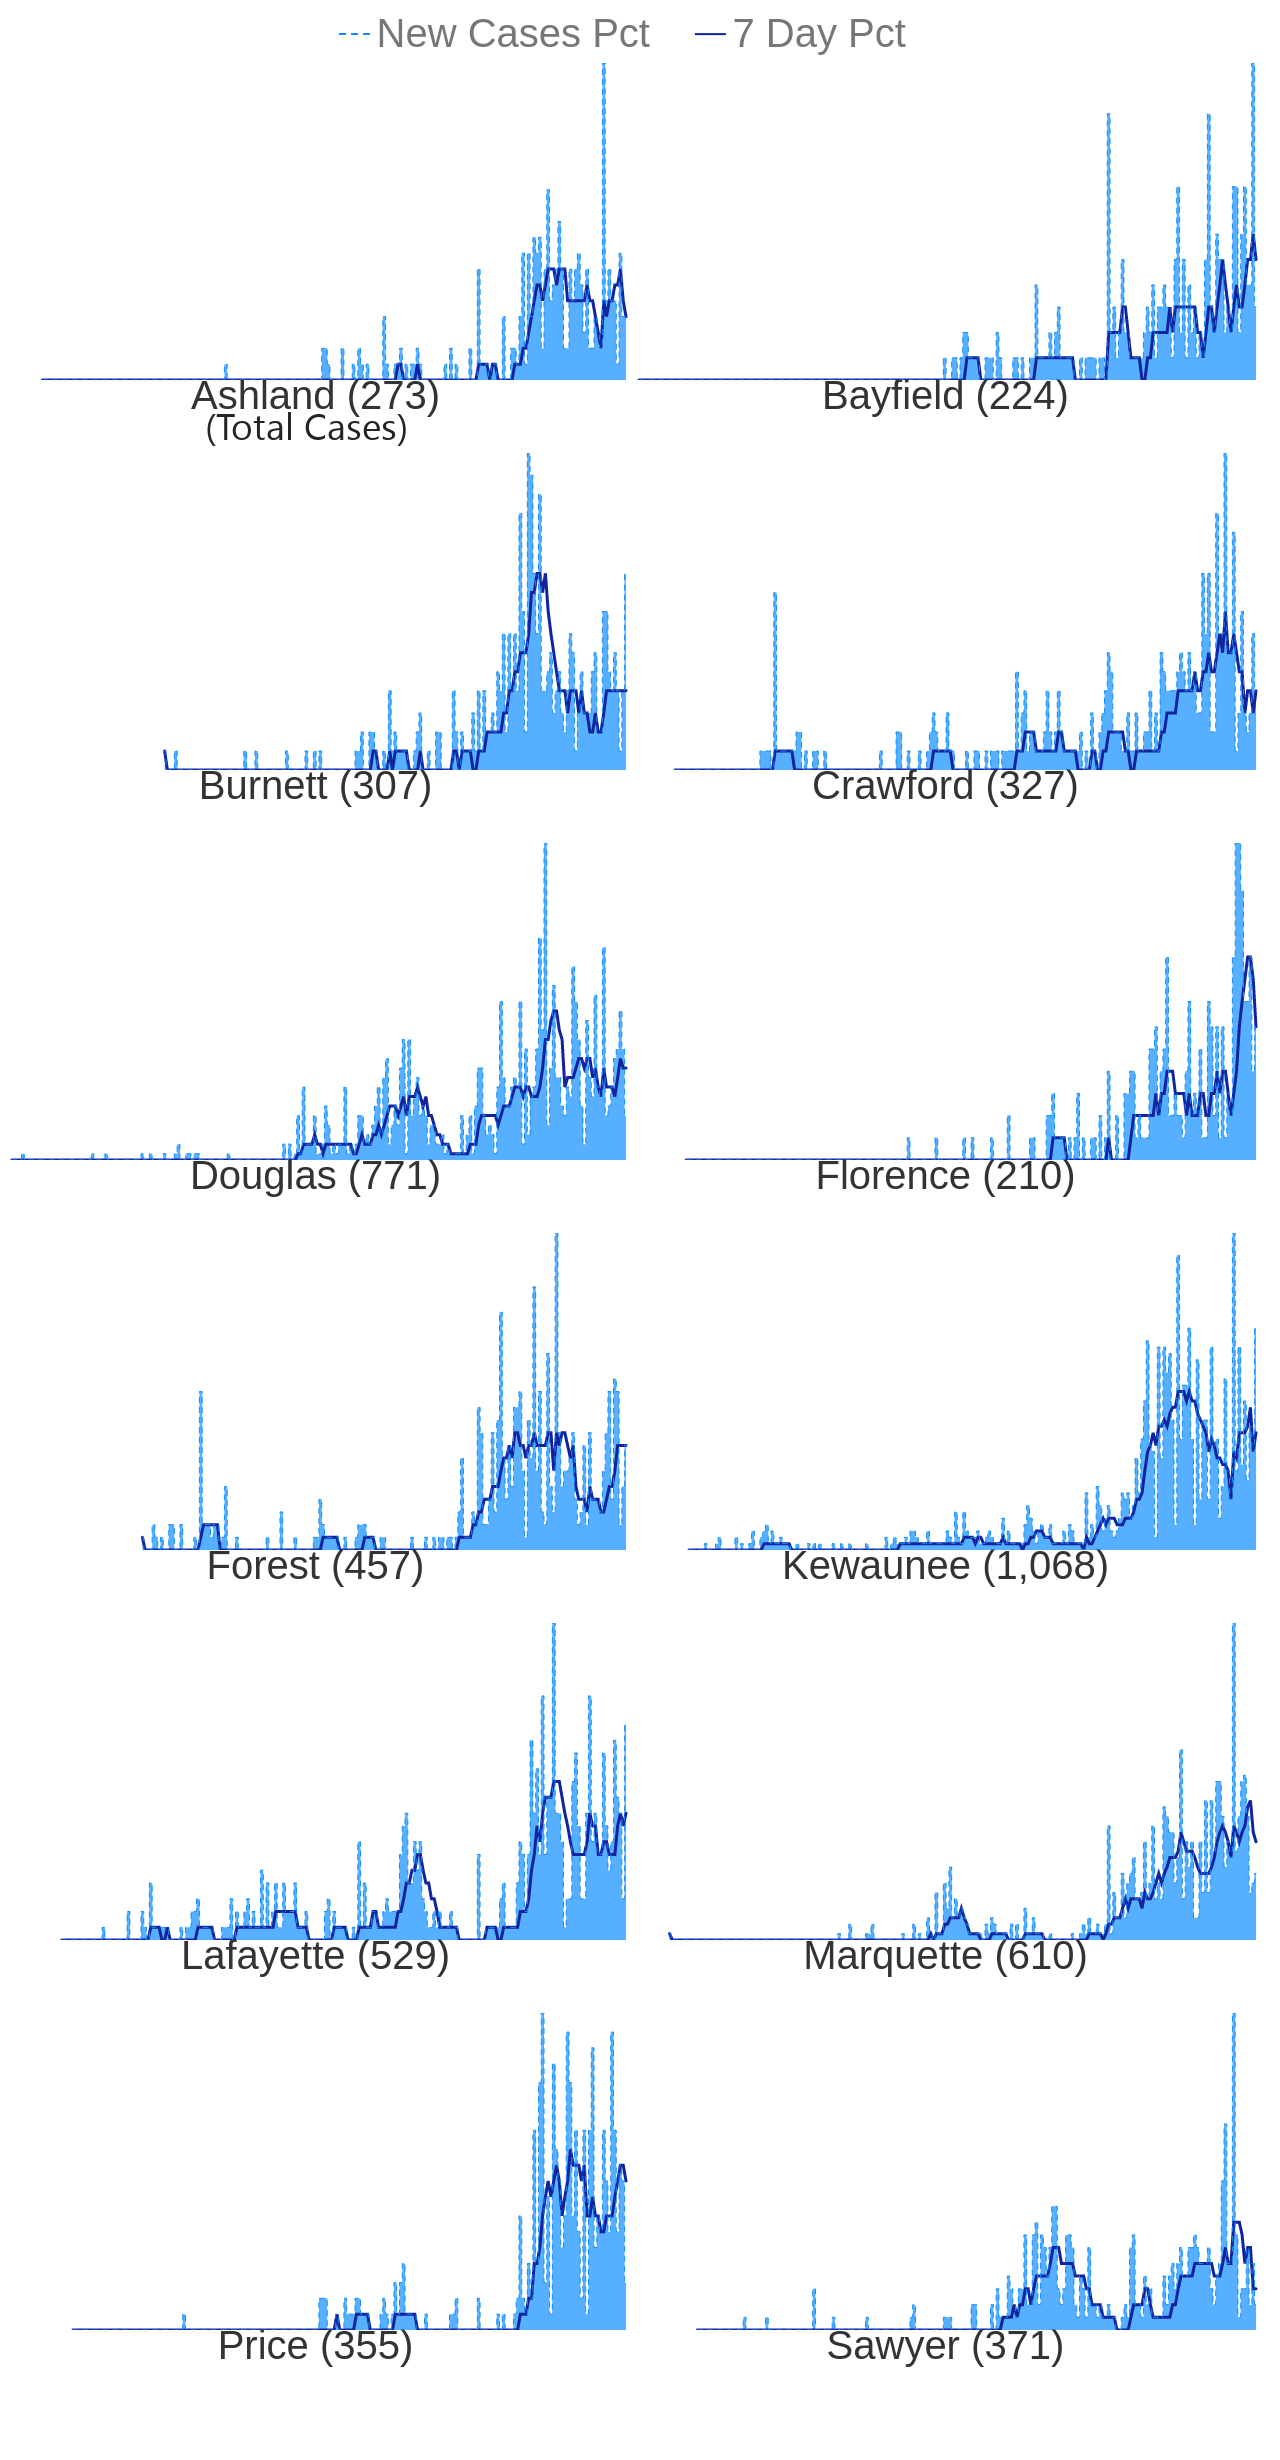 New Cases Pct 7 Day Pct
Ashland (273) Bayfield (224)
(Total Cases)
Burnett (307) Crawford (327)
Douglas (771) Florence (210)
Forest (457) Kewaunee (1,068)
Lafayette (529) Marquette (610)
Price (355) Sawyer (371)